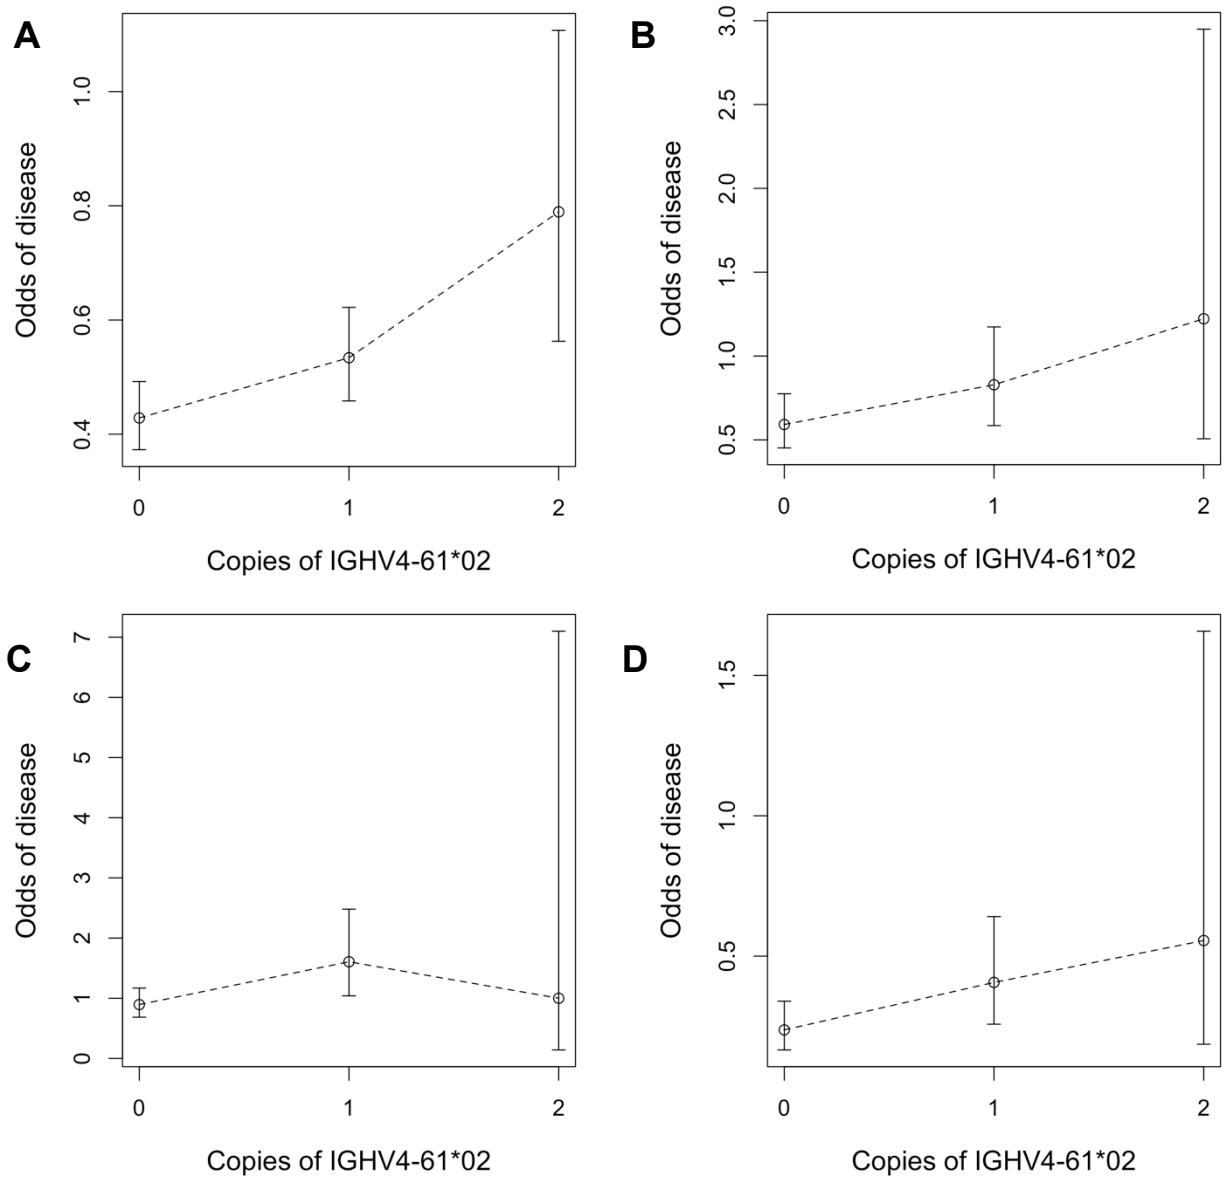 A
Odds of disease
1.0
0.8
0.6
0.4
0 1 2
Copies of IGHV4-61*02
B
Odds of disease
3.0
2.5
2.0
1.5
1.0
0.5
0 1 2
Copies of IGHV4-61*02
C
Odds of disease
7
6
5
4
3
2
1
0
0 1 2
Copies of IGHV4-61*02
D
Odds of disease
1.5
1.0
0.5
0 1 2
Copies of IGHV4-61*02